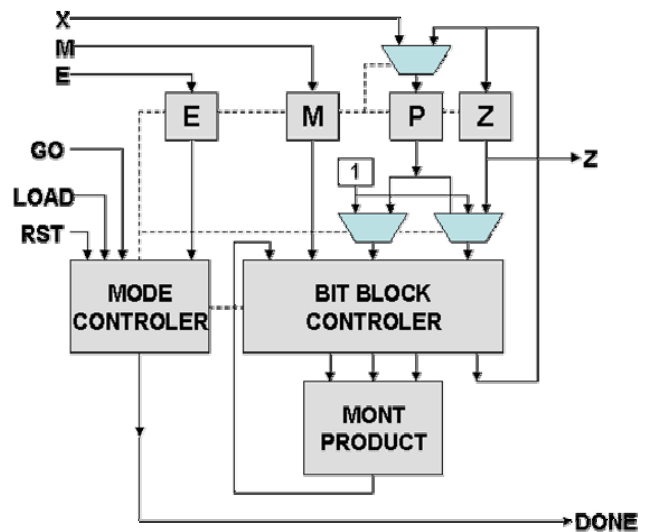 X
M
E
E
M
P
Z
GO
LOAD
RST
1
Z
MODE
CONTROLER
BIT BLOCK
CONTROLER
MONT
PRODUCT
DONE